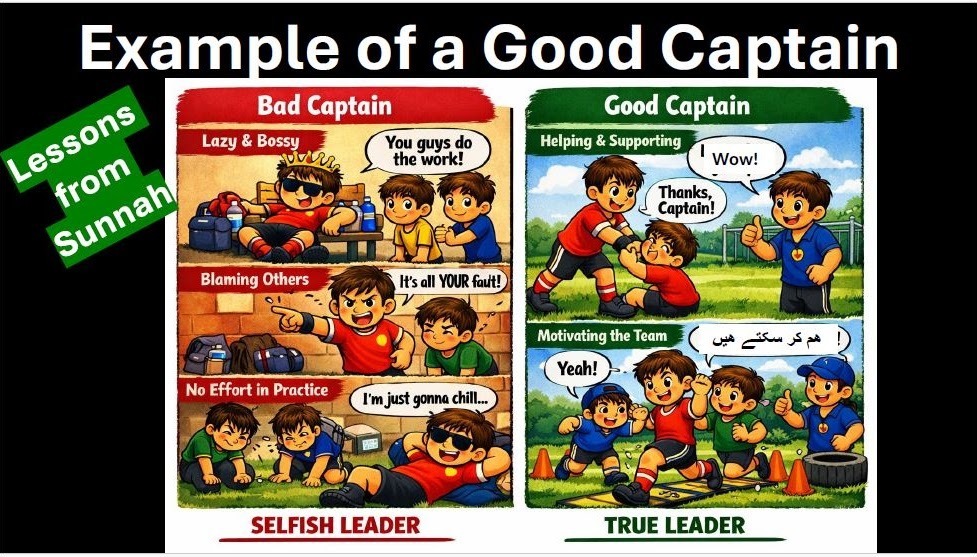 Example of a Good Captain
Lessons
from
Sunnah
Bad Captain
Lazy & Bossy
You guys do
the work!
Blaming Others
It's all YOUR fault!
No Effort in Practice
I'm just gonna chill...
SELFISH LEADER
Good Captain
Helping & Supporting
Wow!
Thanks,
Captain!
Motivating the Team
Yeah!
هم کر سکتے هیں !
TRUE LEADER